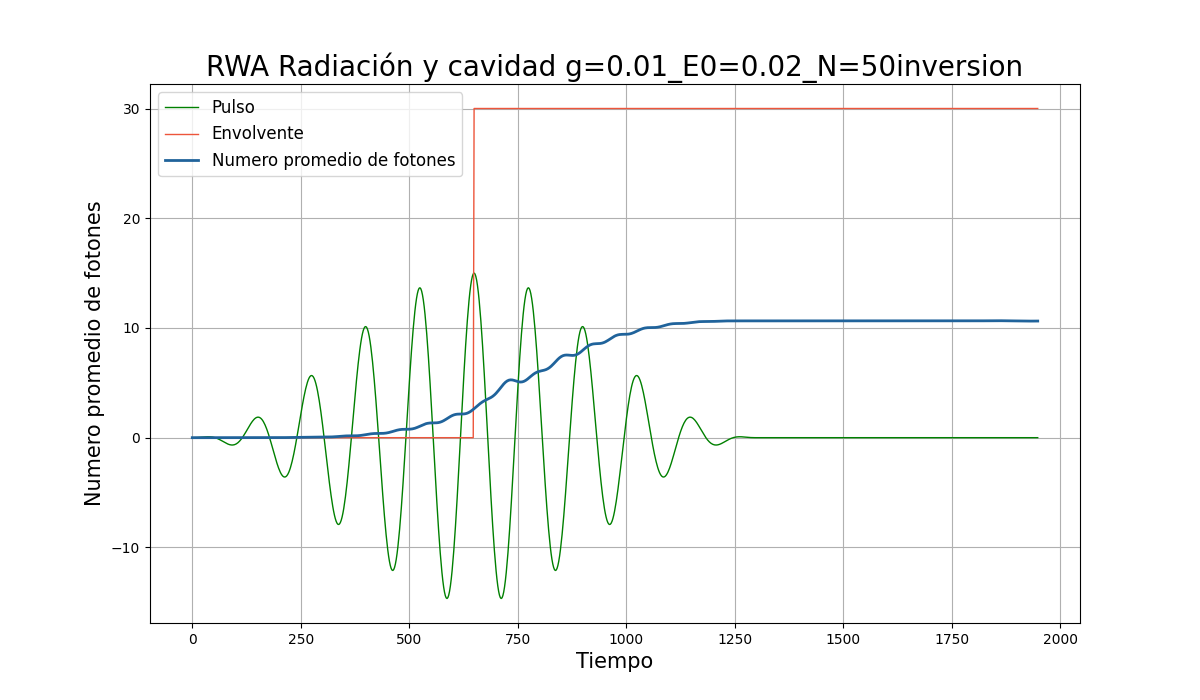 RWA Radiación y cavidad g=0.01_E0=0.02_N=50inversion
Pulso
Envolvente
Numero promedio de fotones
Numero promedio de fotones
30
20
10
0
−10
0
250
500
750
1000
1250
1500
1750
2000
Tiempo